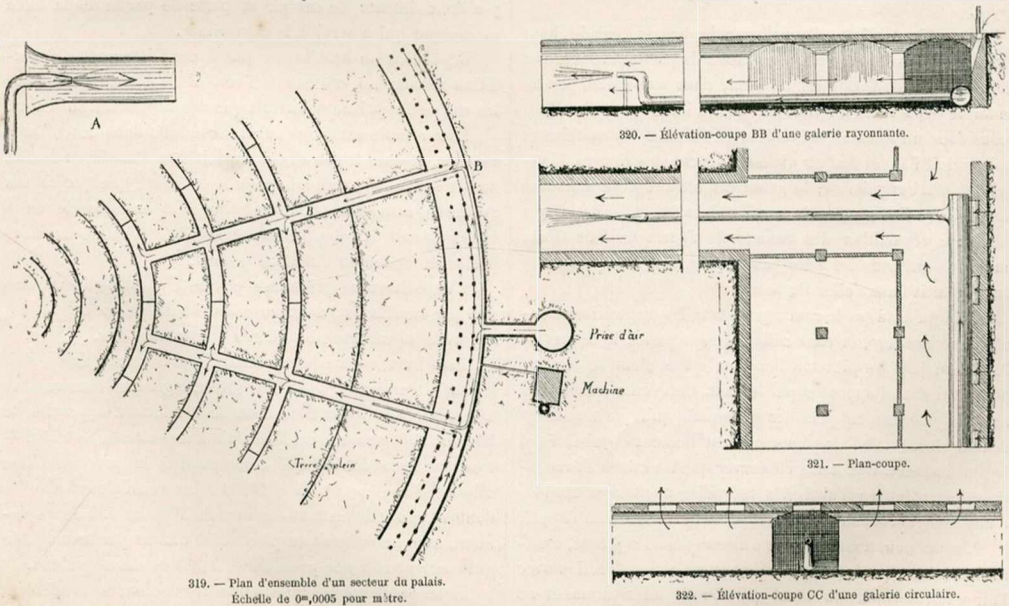 A
B
C
B
C
Prise d'air
Machine
Terre-plein
319. — Plan d'ensemble d'un secteur du palais.
Échelle de 0ᵐ,0005 pour mètre.
320. — Élévation-coupe BB d'une galerie rayonnante.
321. — Plan-coupe.
322. — Élévation-coupe CC d'une galerie circulaire.